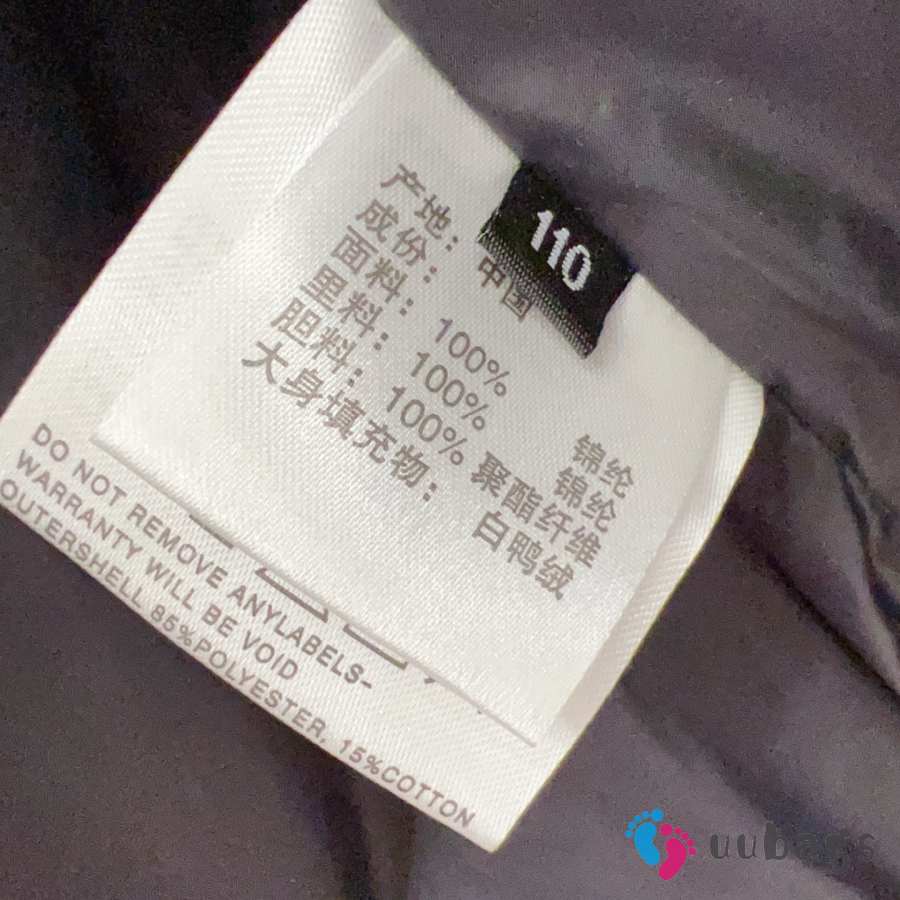 110
产地: 中国
成份:
面料: 100% 锦纶
里料: 100% 锦纶
胆料: 100% 聚酯纤维
大身填充物: 白鸭绒
DO NOT REMOVE ANYLABELS-
WARRANTY WILL BE VOID
OUTERSHELL 85%POLYESTER, 15%COTTON